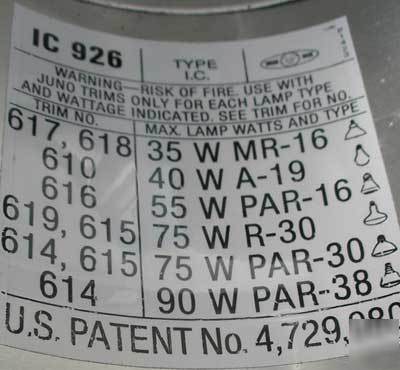 IC 926
TYPE
I.C.
WARNING—RISK OF FIRE. USE WITH
JUNO TRIMS ONLY FOR EACH LAMP TYPE
AND WATTAGE INDICATED. SEE TRIM FOR NO.
TRIM NO. MAX. LAMP WATTS AND TYPE
617, 618 35 W MR-16
610 40 W A-19
616 55 W PAR-16
619, 615 75 W R-30
614, 615 75 W PAR-30
614 90 W PAR-38
U.S. PATENT No. 4,729,